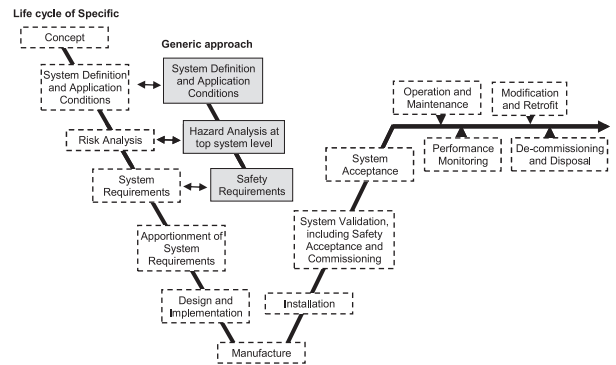 Life cycle of Specific
Concept
Generic approach
System Definition
and Application
Conditions
System Definition
and Application
Conditions
Risk Analysis
Hazard Analysis at
top system level
System
Requirements
Safety
Requirements
Apportionment of
System
Requirements
Design and
Implementation
Manufacture
Installation
System Validation,
including Safety
Acceptance and
Commissioning
System
Acceptance
Operation and
Maintenance
Modification
and Retrofit
Performance
Monitoring
De-commissioning
and Disposal